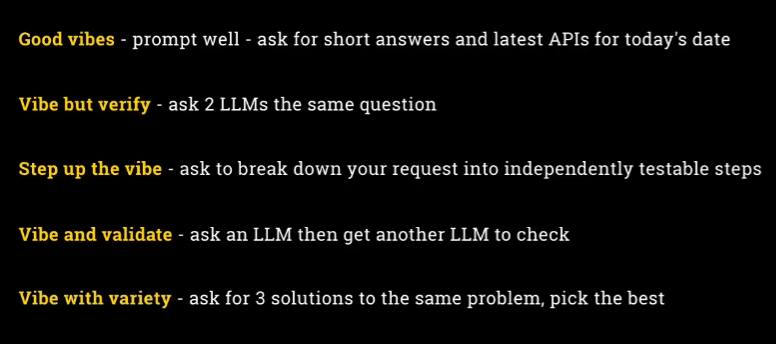 Good vibes - prompt well - ask for short answers and latest APIs for today's date
Vibe but verify - ask 2 LLMs the same question
Step up the vibe - ask to break down your request into independently testable steps
Vibe and validate - ask an LLM then get another LLM to check
Vibe with variety - ask for 3 solutions to the same problem, pick the best